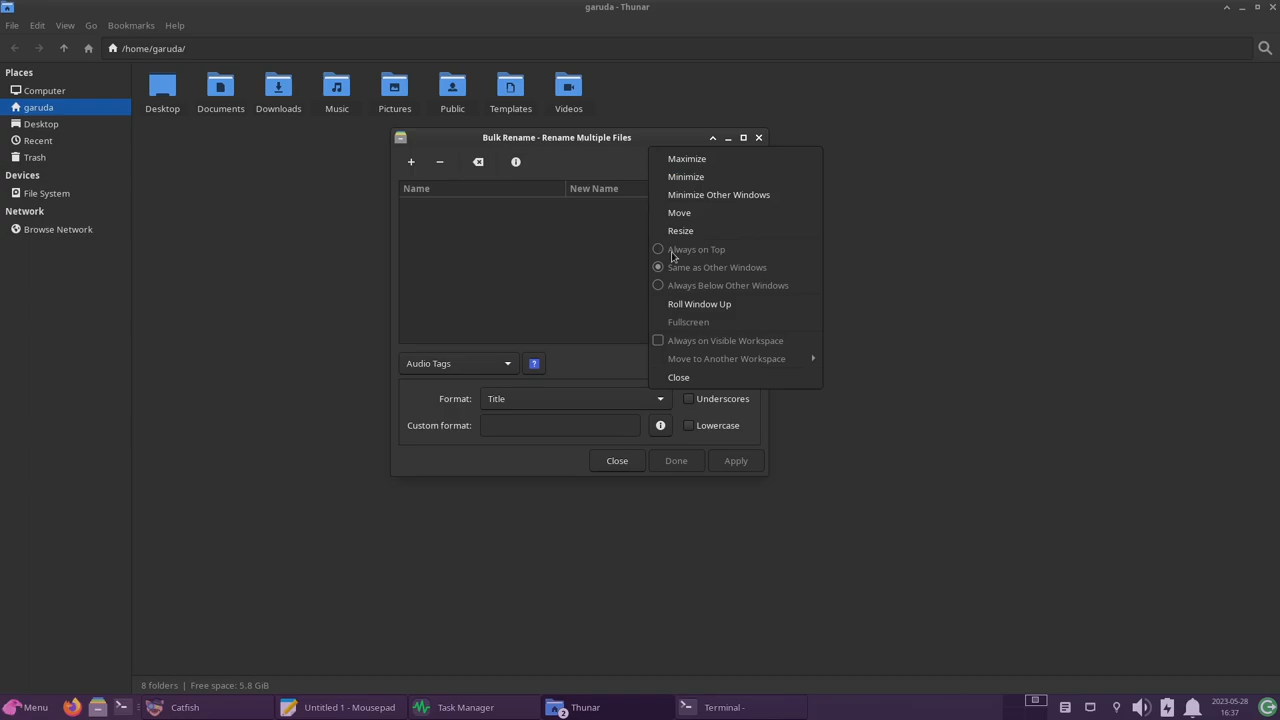 garuda - Thunar
File Edit View Go Bookmarks Help
/home/garuda/
Places
Computer
garuda
Desktop
Recent
Trash
Devices
File System
Network
Browse Network
Desktop Documents Downloads Music Pictures Public Templates Videos
Bulk Rename - Rename Multiple Files
Name New Name
Maximize
Minimize
Minimize Other Windows
Move
Resize
Always on Top
Same as Other Windows
Always Below Other Windows
Roll Window Up
Fullscreen
Always on Visible Workspace
Move to Another Workspace
Close
Audio Tags ?
Format: Title Underscores
Custom format: Lowercase
Close Done Apply
8 folders | Free space: 5.8 GiB
Menu Catfish Untitled 1 - Mousepad Task Manager 2 Thunar Terminal -
2023-05-28
16:37